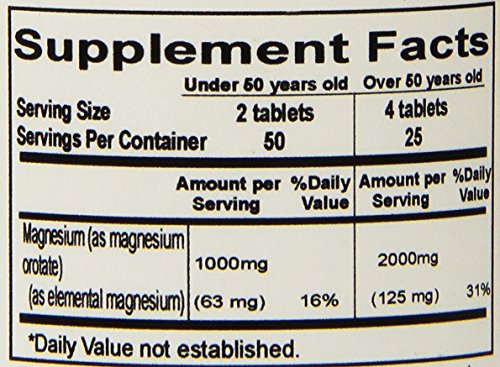 Supplement Facts
Under 50 years old Over 50 years old
Serving Size 2 tablets 4 tablets
Servings Per Container 50 25
Amount per %Daily Amount per %Daily
Serving Value Serving Value
Magnesium (as magnesium
orotate) 1000mg 2000mg
(as elemental magnesium) (63 mg) 16% (125 mg) 31%
*Daily Value not established.